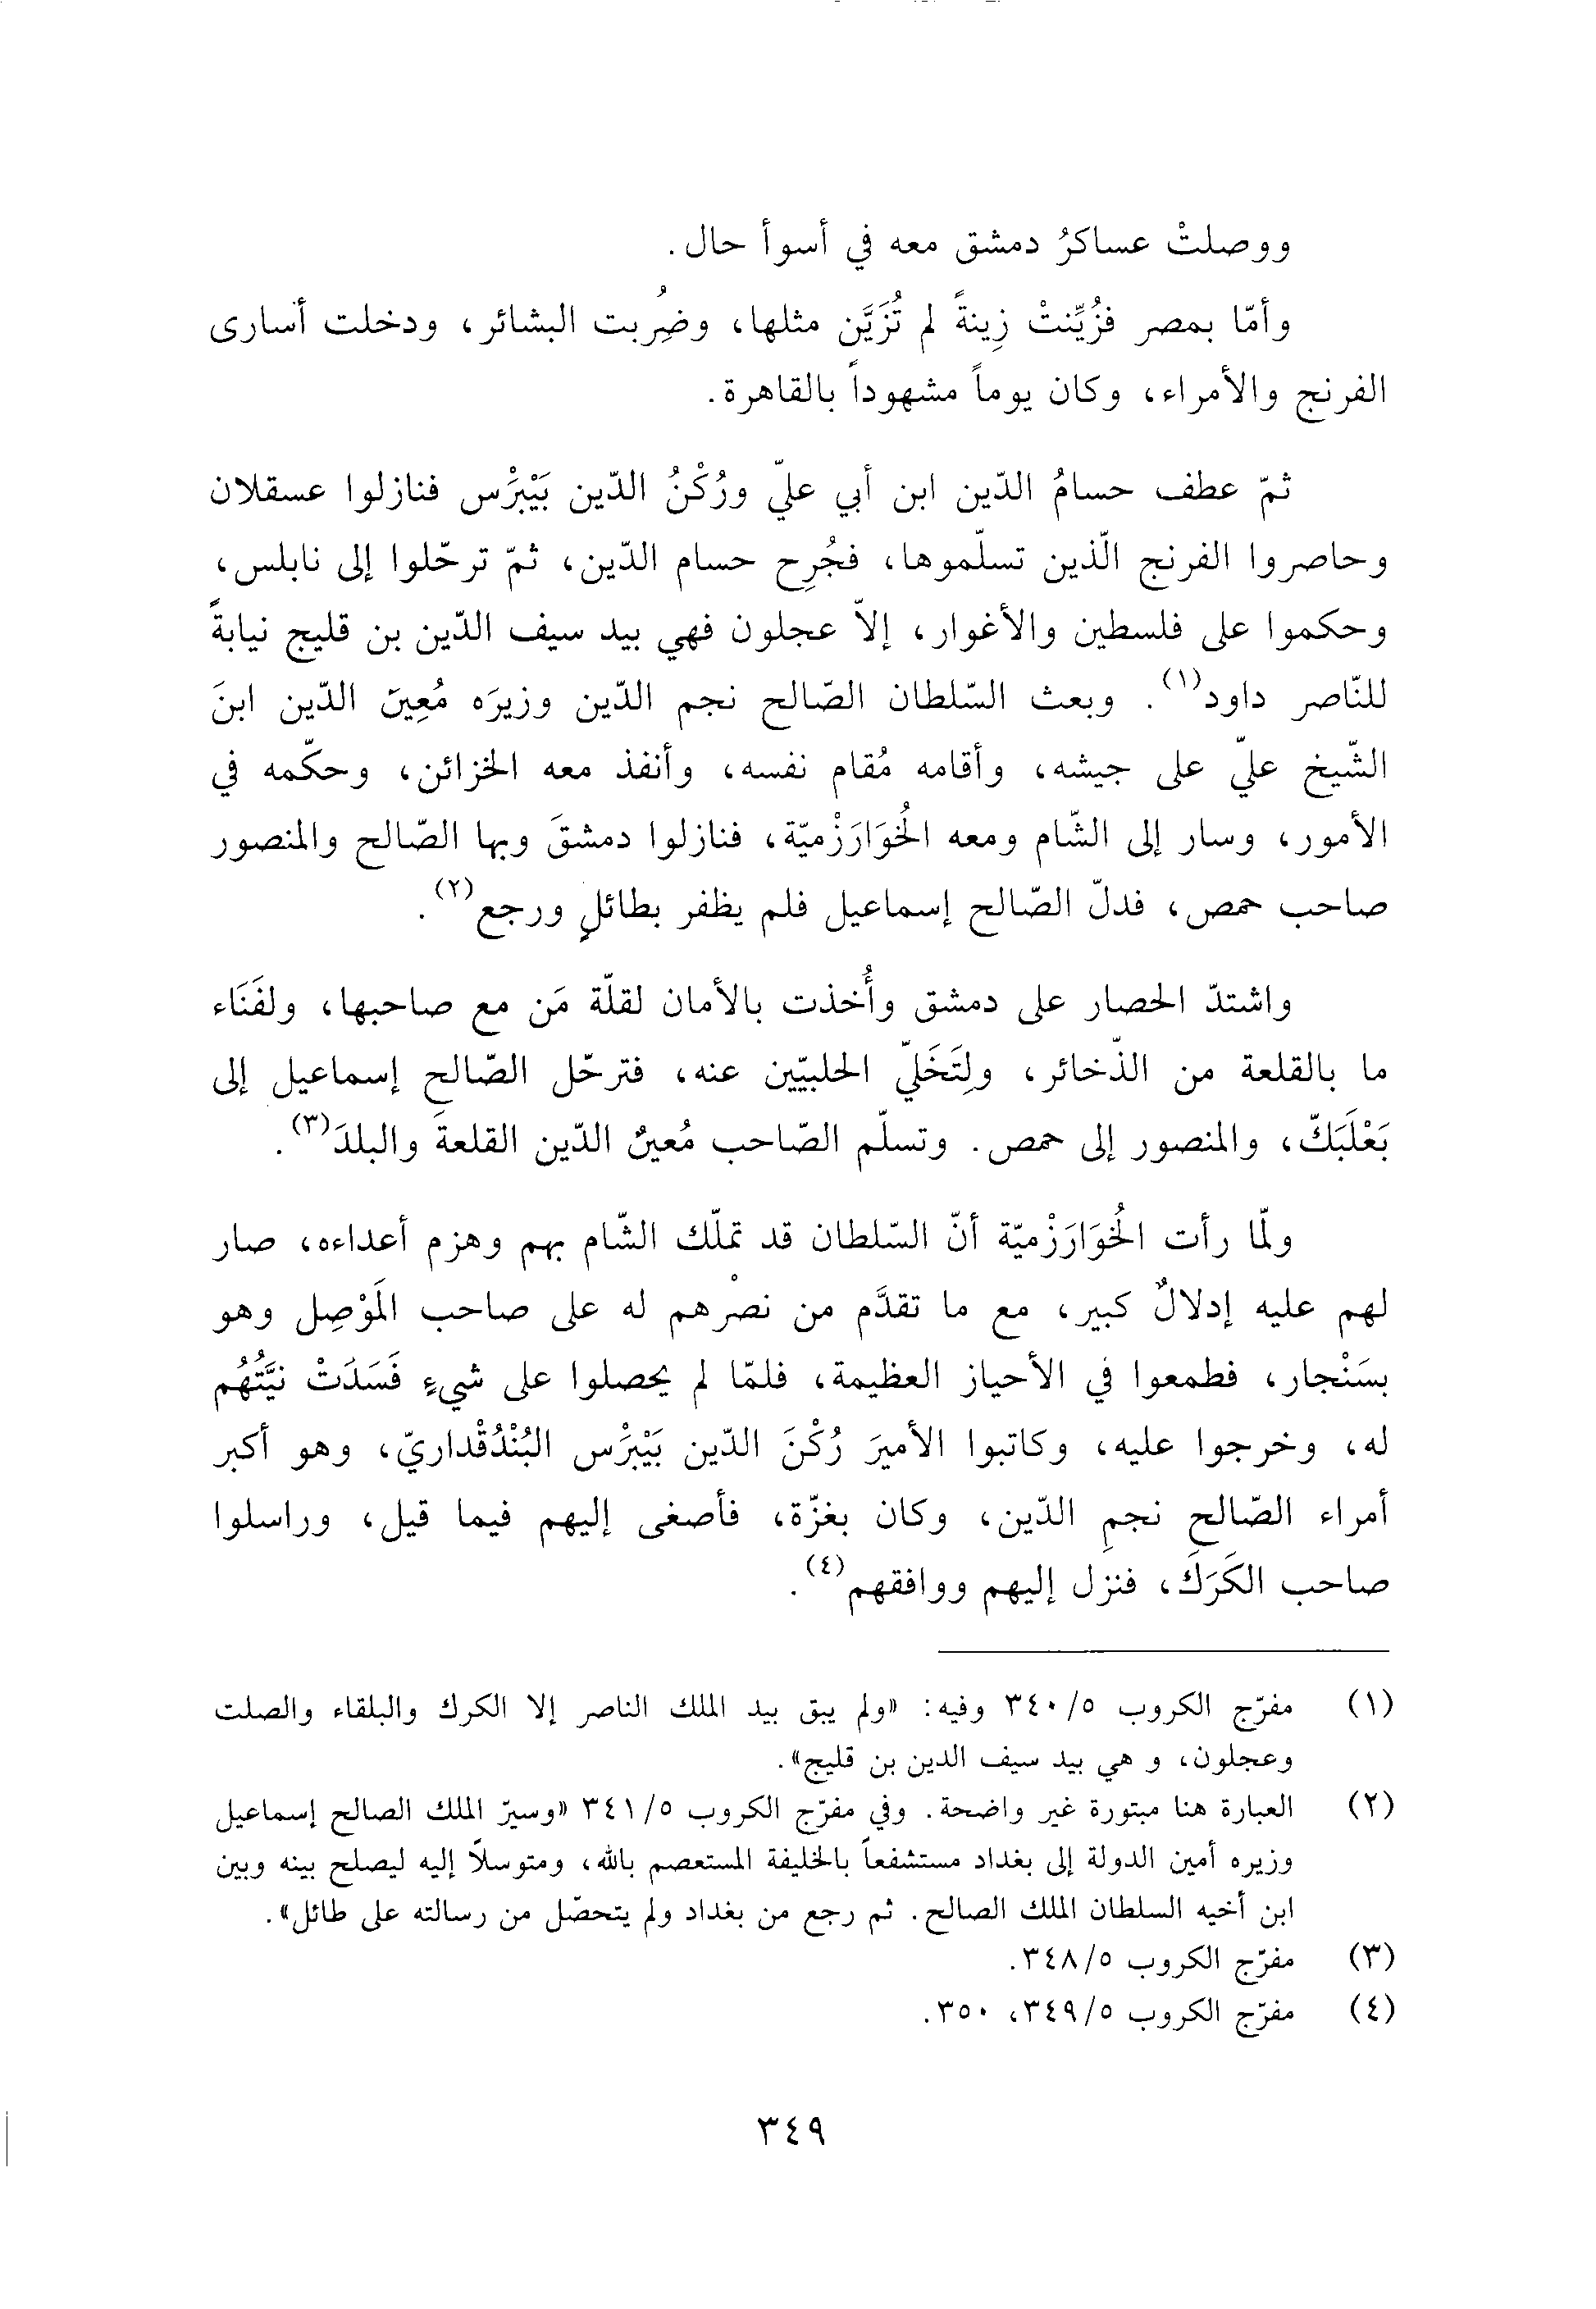 ووصلتْ عساكرُ دمشق معه في أسوأ حال.
وأمّا بمصر فزُيِّنتْ زِينةً لم تُزَيَّن مثلها، وضُرِبت البشائر، ودخلت أسارى
الفرنج والأمراء، وكان يوماً مشهوداً بالقاهرة.
ثمّ عطف حسامُ الدّين ابن أبي عليّ ورُكْنُ الدّين بَيْبَرْس فنازلوا عسقلان
وحاصروا الفرنج الّذين تسلّموها، فجُرِح حسام الدّين، ثمّ ترحّلوا إلى نابلس،
وحكموا على فلسطين والأغوار، إلاّ عجلون فهي بيد سيف الدّين بن قليج نيابةً
للنّاصر داود(١). وبعث السّلطان الصّالح نجم الدّين وزيرَه مُعِينَ الدّين ابنَ
الشّيخ عليّ على جيشه، وأقامه مُقام نفسه، وأنفذ معه الخزائن، وحكّمه في
الأمور، وسار إلى الشّام ومعه الخُوَارَزْميّة، فنازلوا دمشقَ وبها الصّالح والمنصور
صاحب حمص، فدلّ الصّالح إسماعيل فلم يظفر بطائلٍ ورجع(٢).
واشتدّ الحصار على دمشق وأُخذت بالأمان لقلّة مَن مع صاحبها، ولفَنَاء
ما بالقلعة من الذّخائر، ولِتَخَلّي الحلبيّين عنه، فترحّل الصّالح إسماعيل إلى
بَعْلَبَكّ، والمنصور إلى حمص. وتسلّم الصّاحب مُعينُ الدّين القلعةَ والبلدَ(٣).
ولمّا رأت الخُوَارَزْميّة أنّ السّلطان قد تملّك الشّام بهم وهزم أعداءه، صار
لهم عليه إدلالٌ كبير، مع ما تقدَّم من نصْرهم له على صاحب المَوْصِل وهو
بسَنْجار، فطمعوا في الأحياز العظيمة، فلمّا لم يحصلوا على شيءٍ فَسَدَتْ نيَّتُهُم
له، وخرجوا عليه، وكاتبوا الأميرَ رُكْنَ الدّين بَيْبَرْس البُنْدُقْداريّ، وهو أكبر
أمراء الصّالح نجمِ الدّين، وكان بغزّة، فأصغى إليهم فيما قيل، وراسلوا
صاحب الكَرَكَ، فنزل إليهم ووافقهم(٤).
(١) مفرّج الكروب ٣٤٠/٥ وفيه: «ولم يبق بيد الملك الناصر إلا الكرك والبلقاء والصلت
وعجلون، و هي بيد سيف الدين بن قليج».
(٢) العبارة هنا مبتورة غير واضحة. وفي مفرّج الكروب ٣٤١/٥ «وسيرّ الملك الصالح إسماعيل
وزيره أمين الدولة إلى بغداد مستشفعاً بالخليفة المستعصم بالله، ومتوسلاً إليه ليصلح بينه وبين
ابن أخيه السلطان الملك الصالح. ثم رجع من بغداد ولم يتحصّل من رسالته على طائل».
(٣) مفرّج الكروب ٣٤٨/٥.
(٤) مفرّج الكروب ٣٤٩/٥، ٣٥٠.
٣٤٩